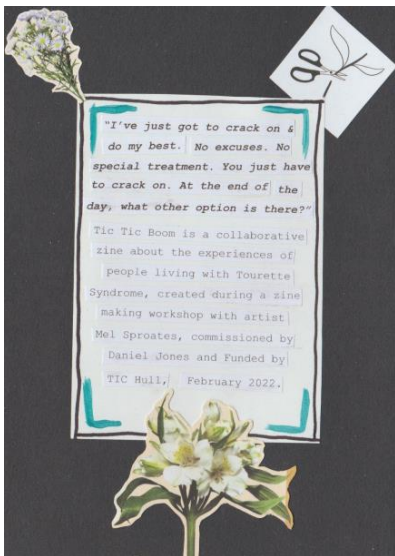 "I've just got to crack on &
do my best. No excuses. No
special treatment. You just have
to crack on. At the end of the
day, what other option is there?"
Tic Tic Boom is a collaborative
zine about the experiences of
people living with Tourette
Syndrome, created during a zine
making workshop with artist
Mel Sproates, commissioned by
Daniel Jones and Funded by
TIC Hull, February 2022.